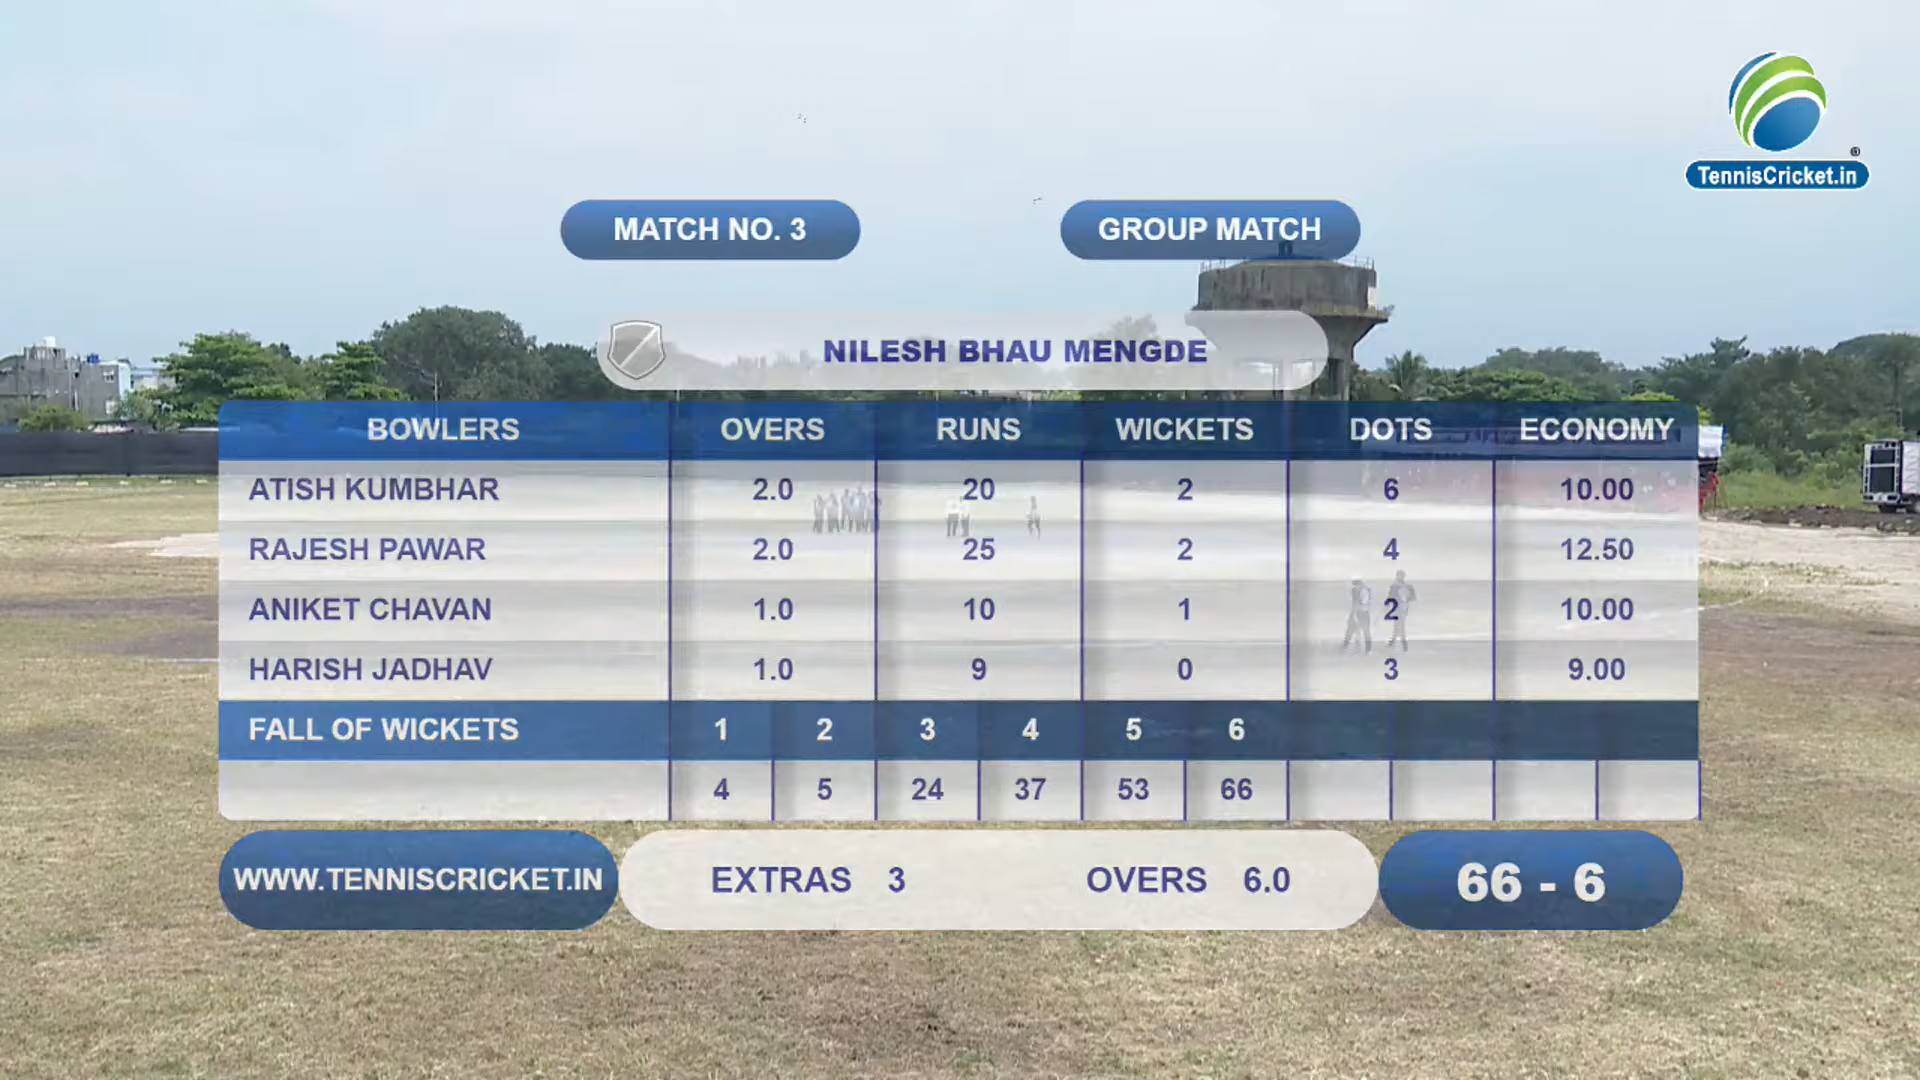 TennisCricket.in
MATCH NO. 3 GROUP MATCH
NILESH BHAU MENGDE
BOWLERS OVERS RUNS WICKETS DOTS ECONOMY
ATISH KUMBHAR 2.0 20 2 6 10.00
RAJESH PAWAR 2.0 25 2 4 12.50
ANIKET CHAVAN 1.0 10 1 2 10.00
HARISH JADHAV 1.0 9 0 3 9.00
FALL OF WICKETS 1 2 3 4 5 6
4 5 24 37 53 66
WWW.TENNISCRICKET.IN EXTRAS 3 OVERS 6.0 66 - 6